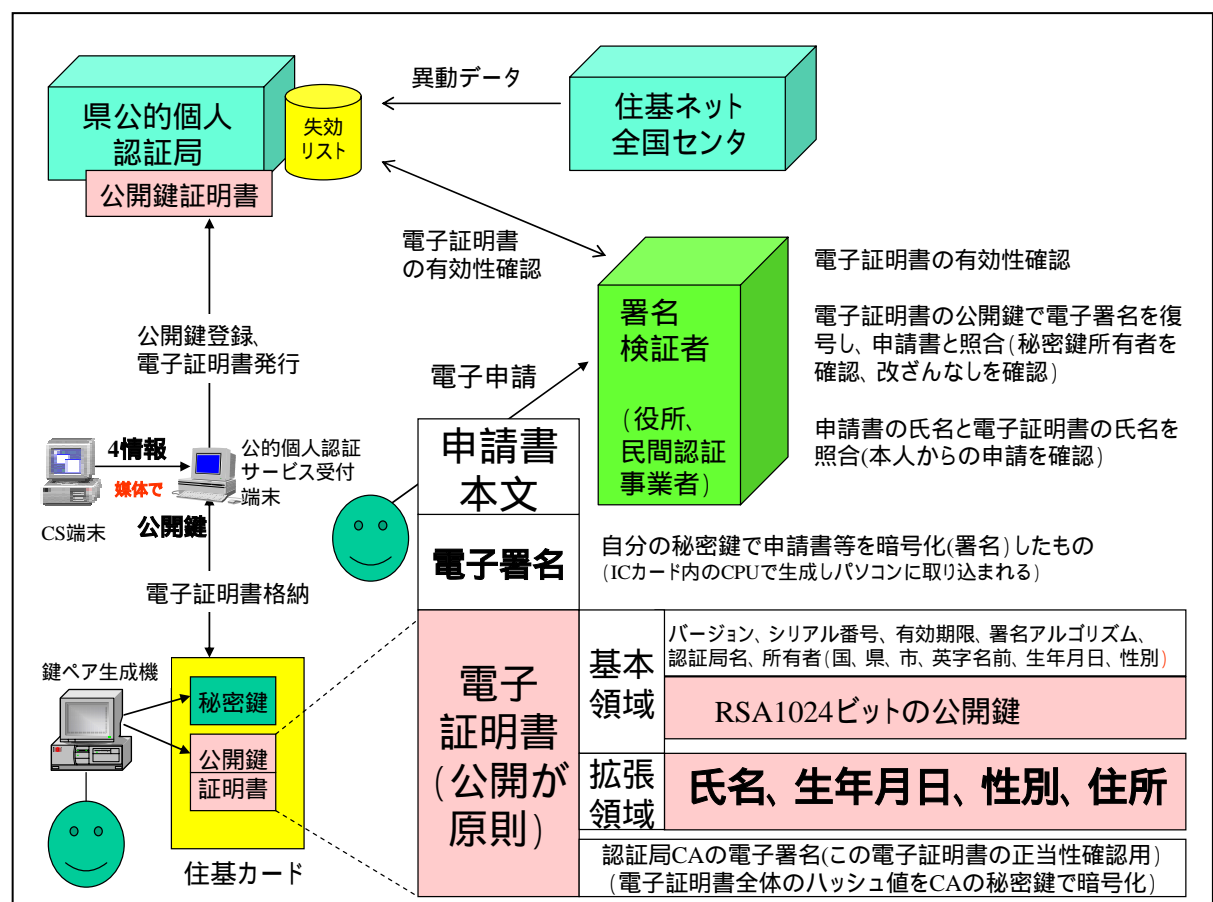 県公的個人
認証局
失効
リスト
公開鍵証明書
異動データ
住基ネット
全国センタ
電子証明書
の有効性確認
公開鍵登録、
電子証明書発行
電子申請
署名
検証者
(役所、
民間認証
事業者)
電子証明書の有効性確認
電子証明書の公開鍵で電子署名を復
号し、申請書と照合(秘密鍵所有者を
確認、改ざんなしを確認)
申請書の氏名と電子証明書の氏名を
照合(本人からの申請を確認)
4情報
媒体で
CS端末
公的個人認証
サービス受付
端末
公開鍵
電子証明書格納
申請書
本文
電子署名
自分の秘密鍵で申請書等を暗号化(署名)したもの
(ICカード内のCPUで生成しパソコンに取り込まれる)
鍵ペア生成機
秘密鍵
公開鍵
証明書
住基カード
電子
証明書
(公開が
原則)
基本
領域
バージョン、シリアル番号、有効期限、署名アルゴリズム、
認証局名、所有者(国、県、市、英字名前、生年月日、性別)
RSA1024ビットの公開鍵
拡張
領域
氏名、生年月日、性別、住所
認証局CAの電子署名(この電子証明書の正当性確認用)
(電子証明書全体のハッシュ値をCAの秘密鍵で暗号化)